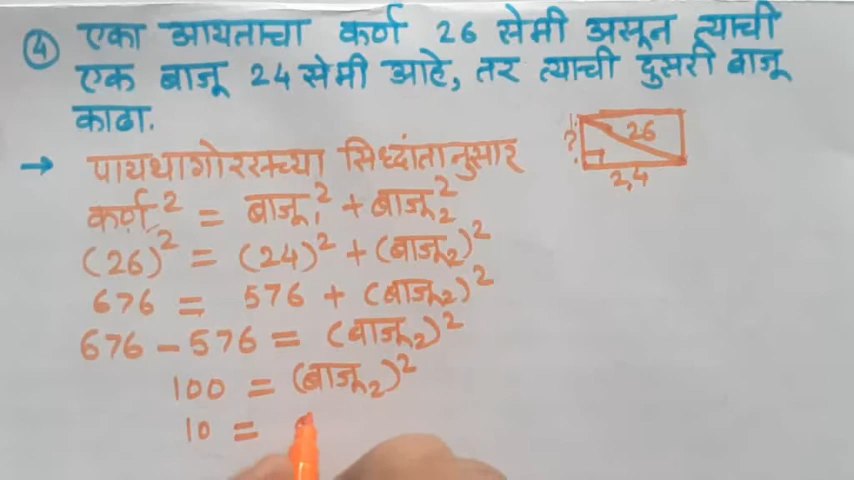 ④ एका आयताचा कर्ण 26 सेमी असून त्याची
एक बाजू 24 सेमी आहे, तर त्याची दुसरी बाजू
काढा.
→ पायथागोरसच्या सिध्दांतानुसार
कर्ण² = बाजू₁² + बाजू₂²
(26)² = (24)² + (बाजू₂)²
676 = 576 + (बाजू₂)²
676 - 576 = (बाजू₂)²
100 = (बाजू₂)²
10 =
?
26
24